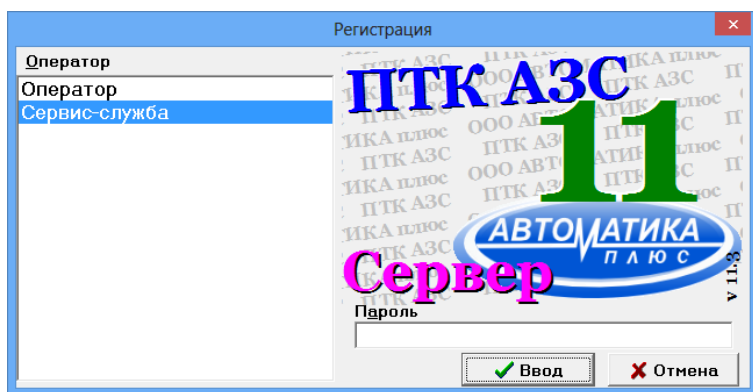 Регистрация
Оператор
Оператор
Сервис-служба
ПТК АЗС
11
АВТОМАТИКА
ПЛЮС
Сервер
v 11.3
Пароль
Ввод
Отмена